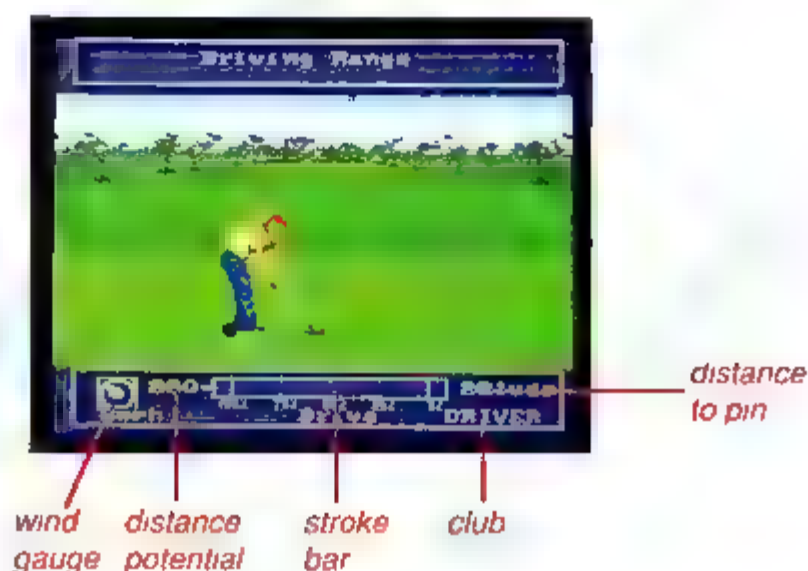 Driving Range
DRIVER
distance
to pin
wind
gauge
distance
potential
stroke
bar
club